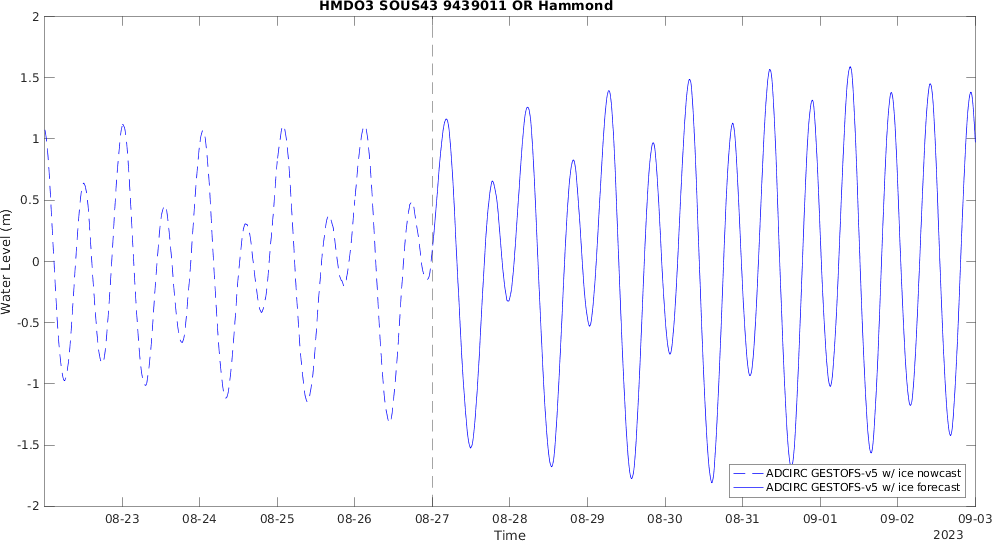 HMDO3 SOUS43 9439011 OR Hammond
2
1.5
1
0.5
0
-0.5
-1
-1.5
-2
Water Level (m)
ADCIRC GESTOFS-v5 w/ ice nowcast
ADCIRC GESTOFS-v5 w/ ice forecast
08-23 08-24 08-25 08-26 08-27 08-28 08-29 08-30 08-31 09-01 09-02 09-03
Time
2023